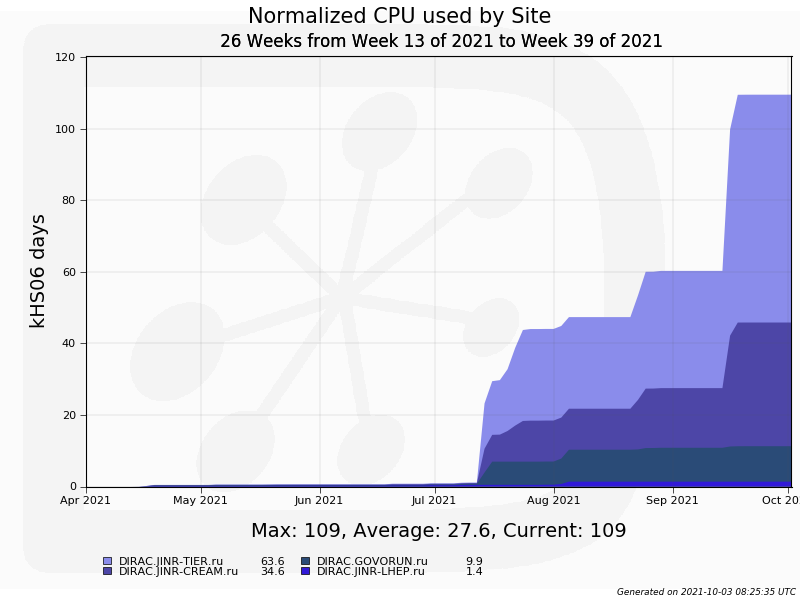 Normalized CPU used by Site
26 Weeks from Week 13 of 2021 to Week 39 of 2021
120
100
80
60
40
20
0
kHS06 days
Apr 2021 May 2021 Jun 2021 Jul 2021 Aug 2021 Sep 2021 Oct 20
Max: 109, Average: 27.6, Current: 109
DIRAC.JINR-TIER.ru 63.6 DIRAC.GOVORUN.ru 9.9
DIRAC.JINR-CREAM.ru 34.6 DIRAC.JINR-LHEP.ru 1.4
Generated on 2021-10-03 08:25:35 UTC